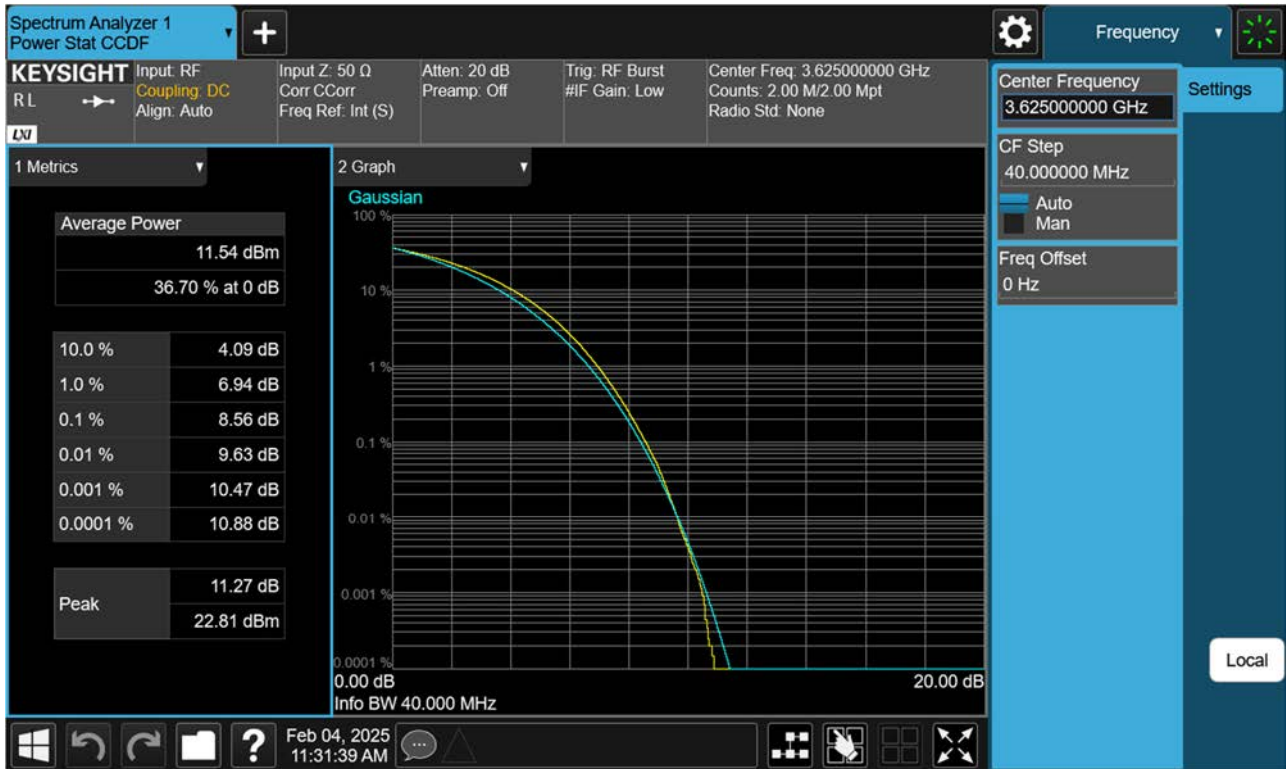 Spectrum Analyzer 1
Power Stat CCDF
+
Frequency
KEYSIGHT
RL
LXI
Input: RF
Coupling: DC
Align: Auto
Input Z: 50 Ω
Corr CCorr
Freq Ref: Int (S)
Atten: 20 dB
Preamp: Off
Trig: RF Burst
#IF Gain: Low
Center Freq: 3.625000000 GHz
Counts: 2.00 M/2.00 Mpt
Radio Std: None
Center Frequency
3.625000000 GHz
Settings
CF Step
40.000000 MHz
Auto
Man
Freq Offset
0 Hz
1 Metrics
Average Power
11.54 dBm
36.70 % at 0 dB
10.0 % 4.09 dB
1.0 % 6.94 dB
0.1 % 8.56 dB
0.01 % 9.63 dB
0.001 % 10.47 dB
0.0001 % 10.88 dB
Peak
11.27 dB
22.81 dBm
2 Graph
Gaussian
100 %
10 %
1 %
0.1 %
0.01 %
0.001 %
0.0001 %
0.00 dB 20.00 dB
Info BW 40.000 MHz
Local
?
Feb 04, 2025
11:31:39 AM